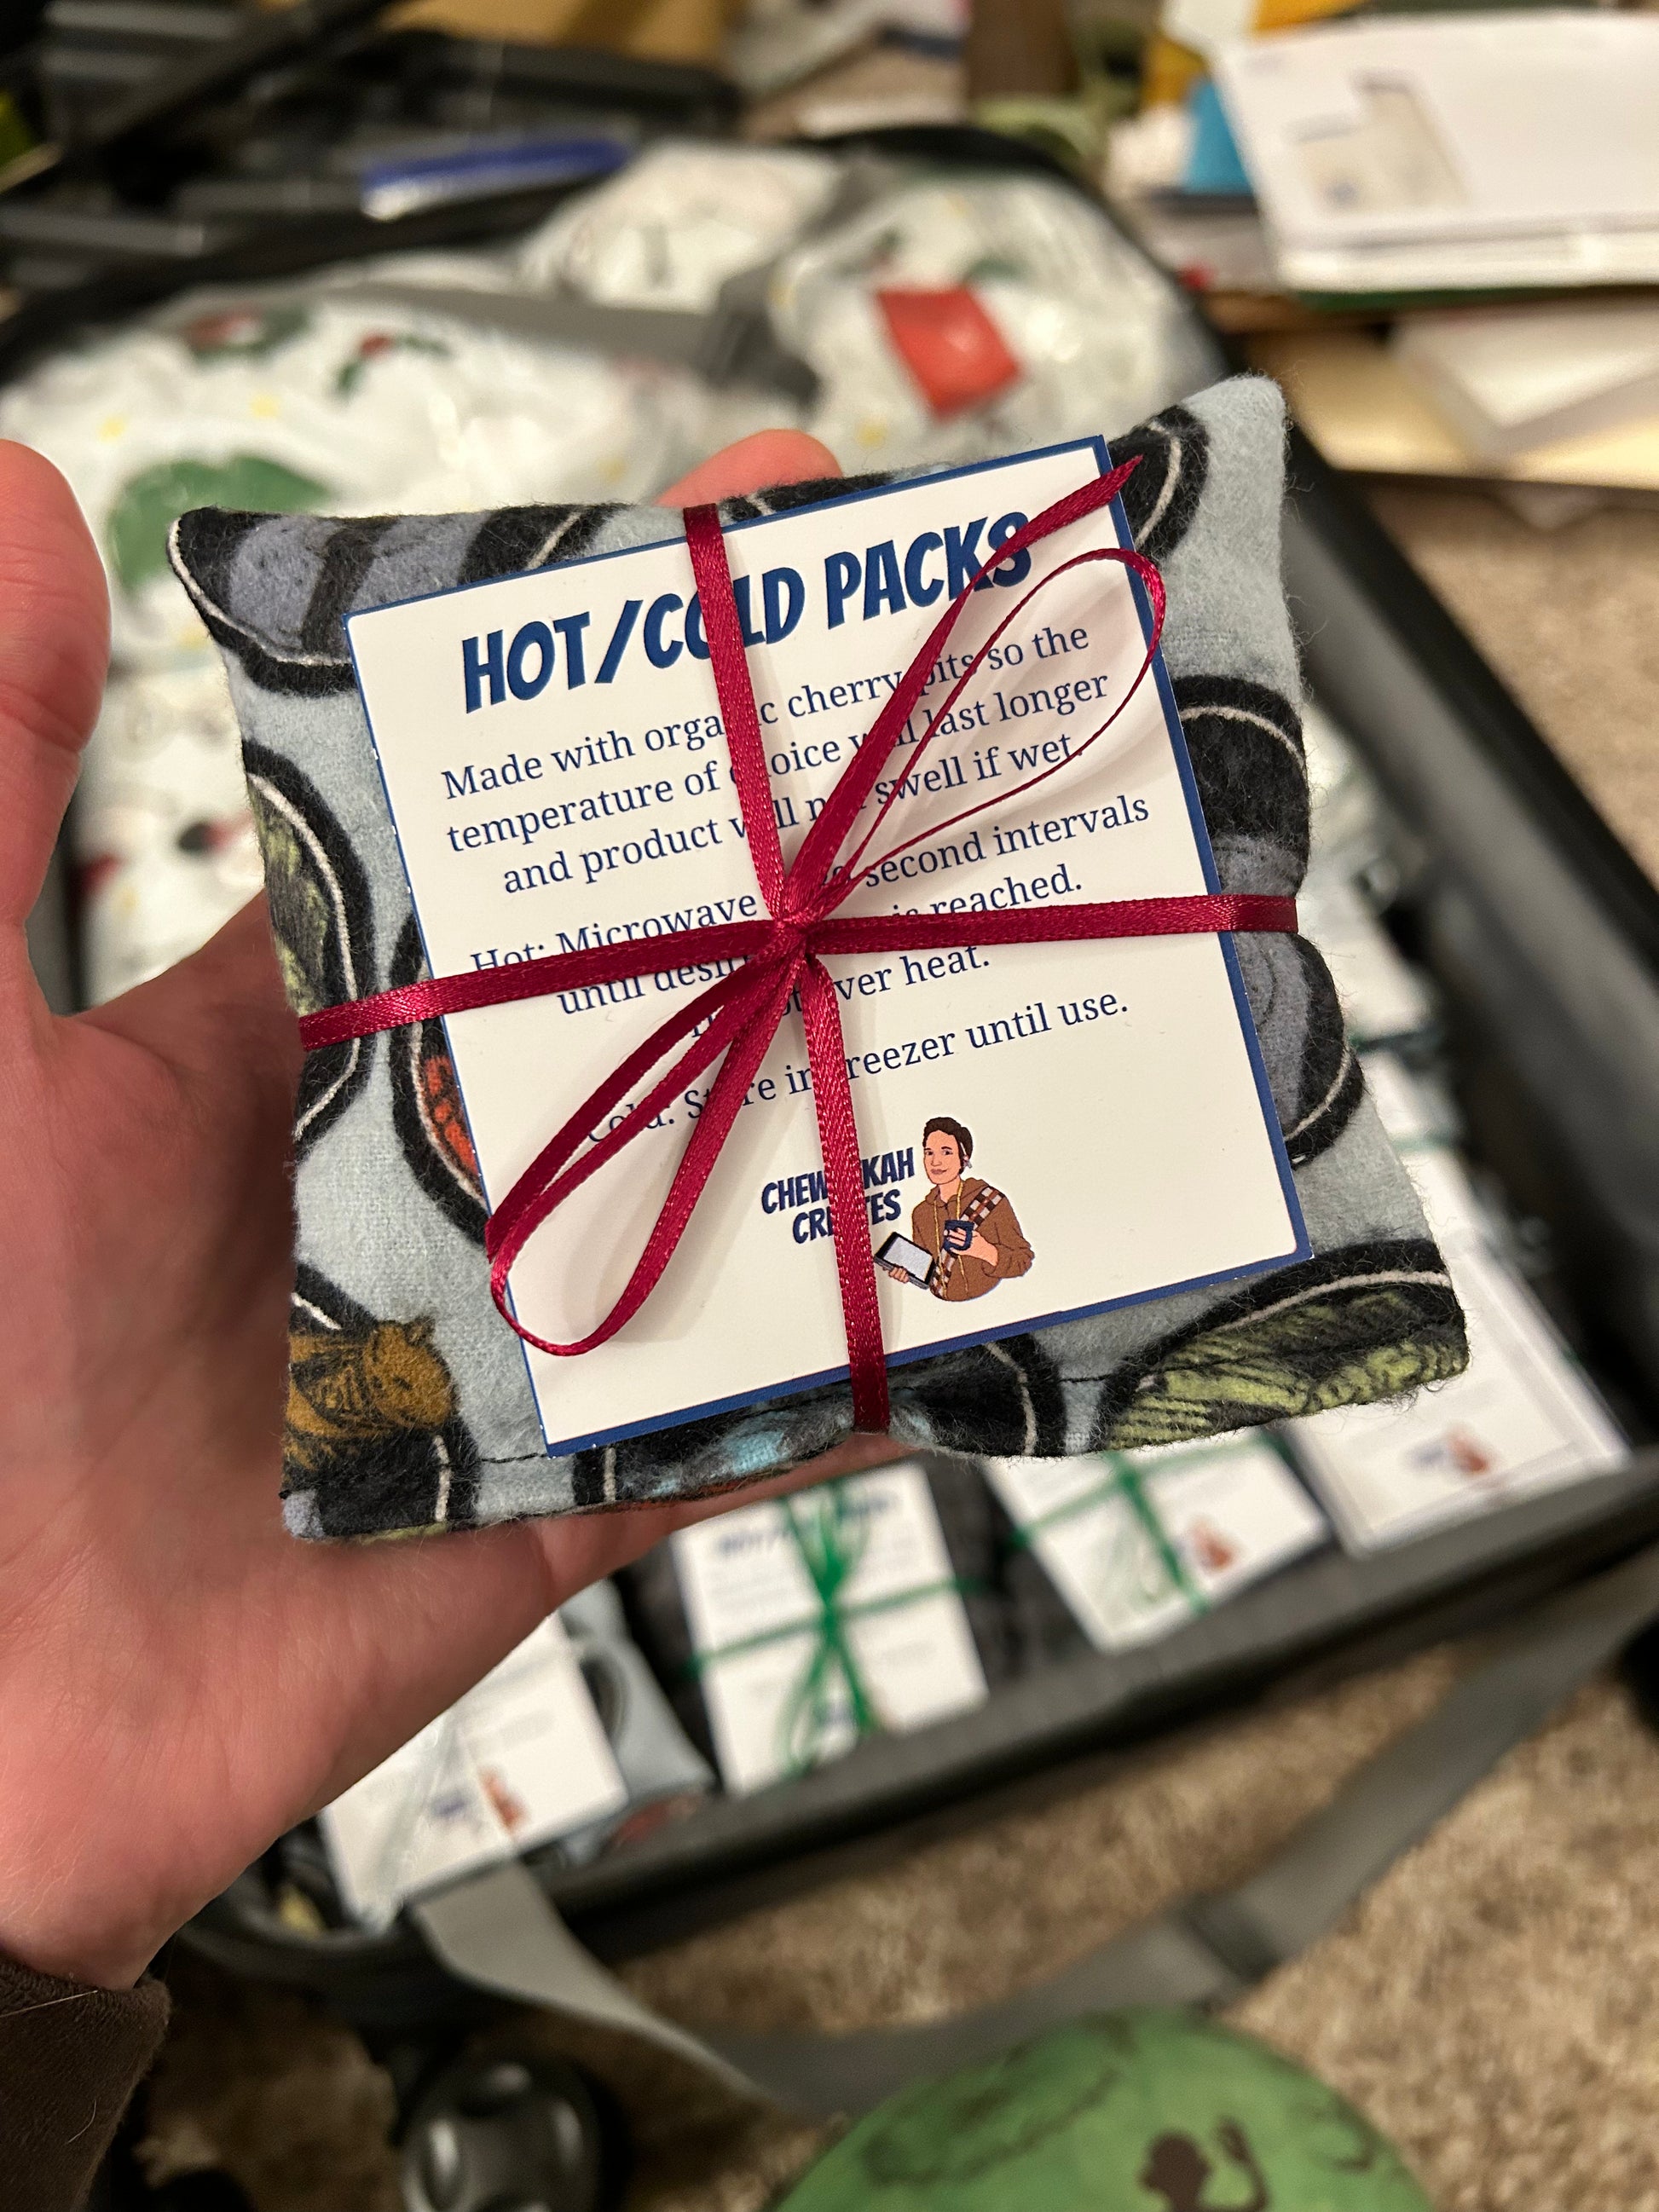 HOT/COLD PACKS
Made with organic cherry pits so the
temperature of choice will last longer
and product will not swell if wet.
Hot: Microwave second intervals
until is reached.
over heat.
Cold: Store in freezer until use.
CREATES